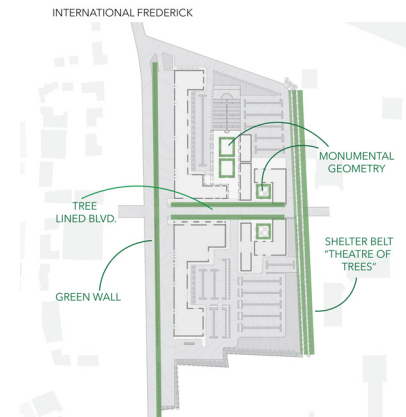 INTERNATIONAL FREDERICK
MONUMENTAL
GEOMETRY
TREE
LINED BLVD.
SHELTER BELT
"THEATRE OF
TREES"
GREEN WALL